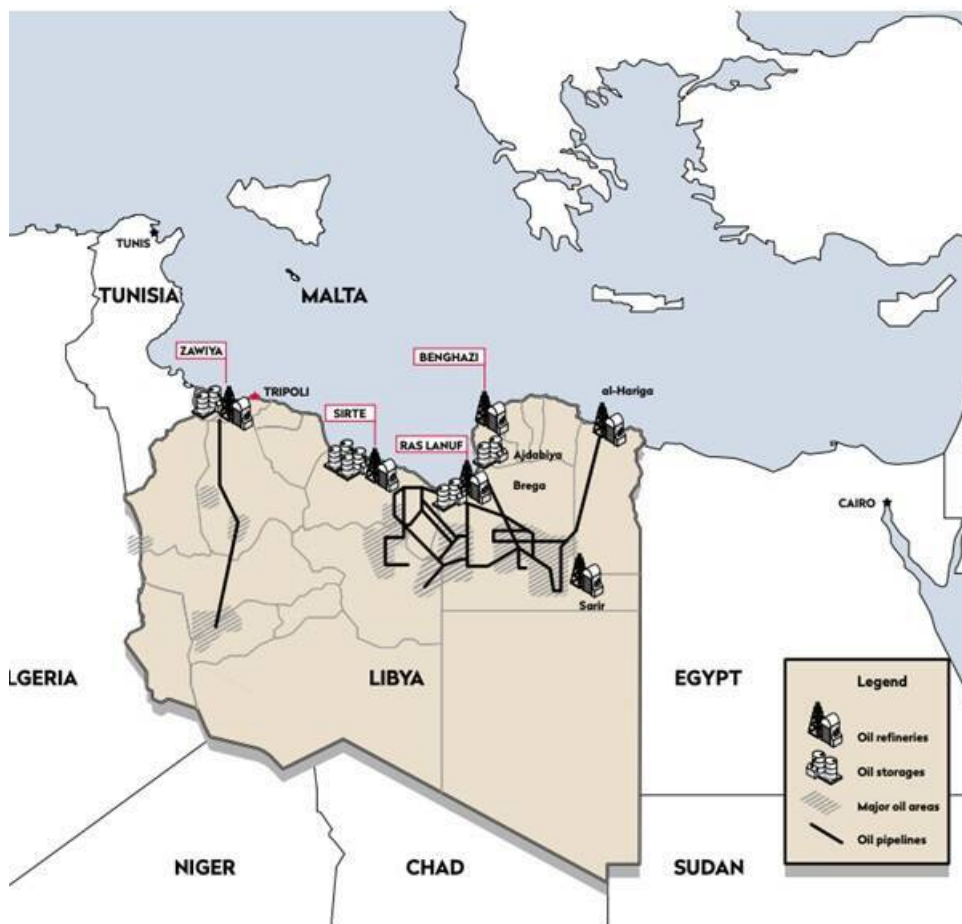 TUNIS
TUNISIA
MALTA
ZAWIYA
BENGHAZI
TRIPOLI
al-Hariga
SIRTE
RAS LANUF
Ajdabiya
Brega
CAIRO
Sarir
LGERIA
LIBYA
EGYPT
Legend
Oil refineries
Oil storages
Major oil areas
Oil pipelines
NIGER
CHAD
SUDAN